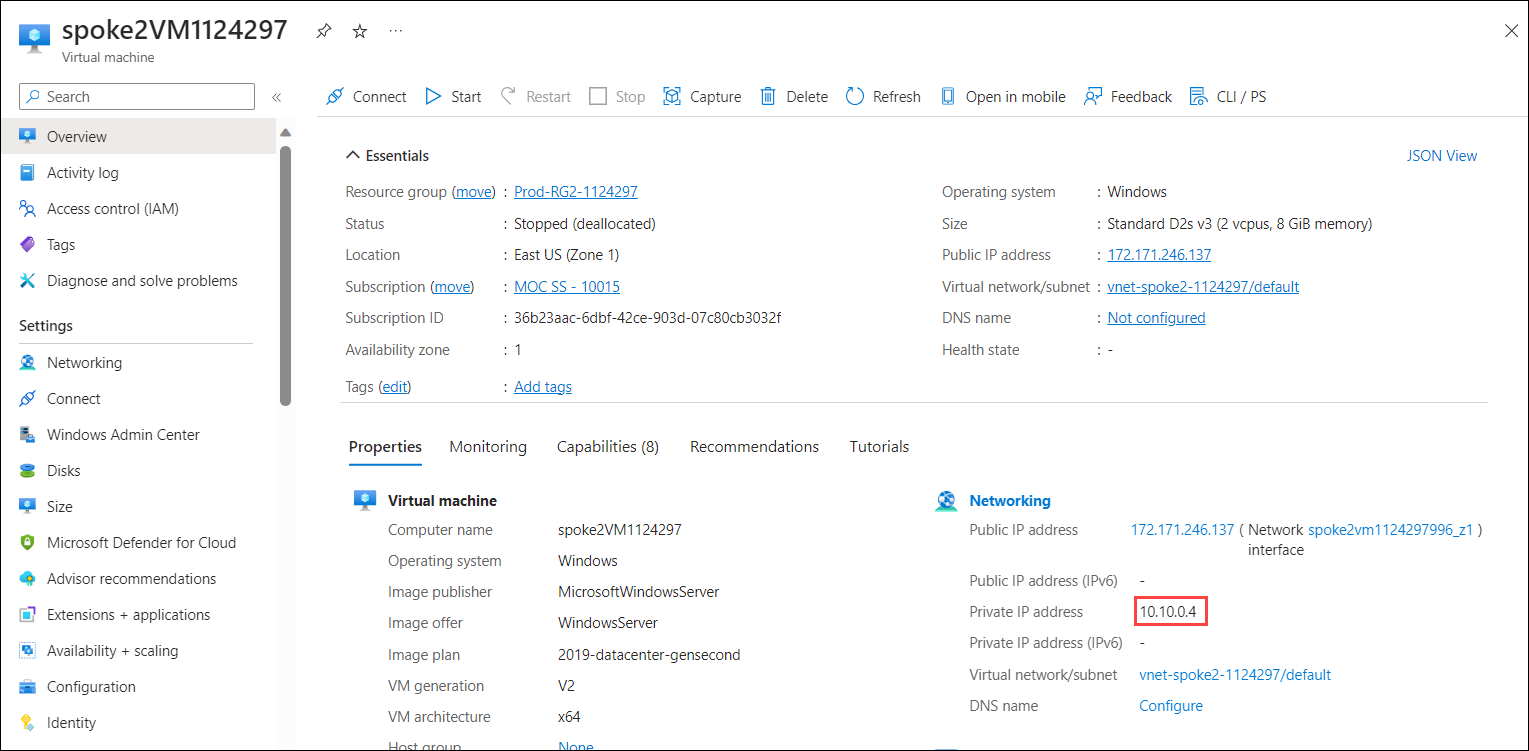 spoke2VM1124297
Virtual machine
Search
Connect Start Restart Stop Capture Delete Refresh Open in mobile Feedback CLI / PS
Overview
Activity log
Access control (IAM)
Tags
Diagnose and solve problems
Settings
Networking
Connect
Windows Admin Center
Disks
Size
Microsoft Defender for Cloud
Advisor recommendations
Extensions + applications
Availability + scaling
Configuration
Identity
Essentials JSON View
Resource group (move) : Prod-RG2-1124297
Status : Stopped (deallocated)
Location : East US (Zone 1)
Subscription (move) : MOC SS - 10015
Subscription ID : 36b23aac-6dbf-42ce-903d-07c80cb3032f
Availability zone : 1
Tags (edit) : Add tags
Operating system : Windows
Size : Standard D2s v3 (2 vcpus, 8 GiB memory)
Public IP address : 172.171.246.137
Virtual network/subnet : vnet-spoke2-1124297/default
DNS name : Not configured
Health state : -
Properties Monitoring Capabilities (8) Recommendations Tutorials
Virtual machine
Computer name spoke2VM1124297
Operating system Windows
Image publisher MicrosoftWindowsServer
Image offer WindowsServer
Image plan 2019-datacenter-gensecond
VM generation V2
VM architecture x64
Host group None
Networking
Public IP address 172.171.246.137 ( Network spoke2vm1124297996_z1 )
interface
Public IP address (IPv6) -
Private IP address 10.10.0.4
Private IP address (IPv6) -
Virtual network/subnet vnet-spoke2-1124297/default
DNS name Configure